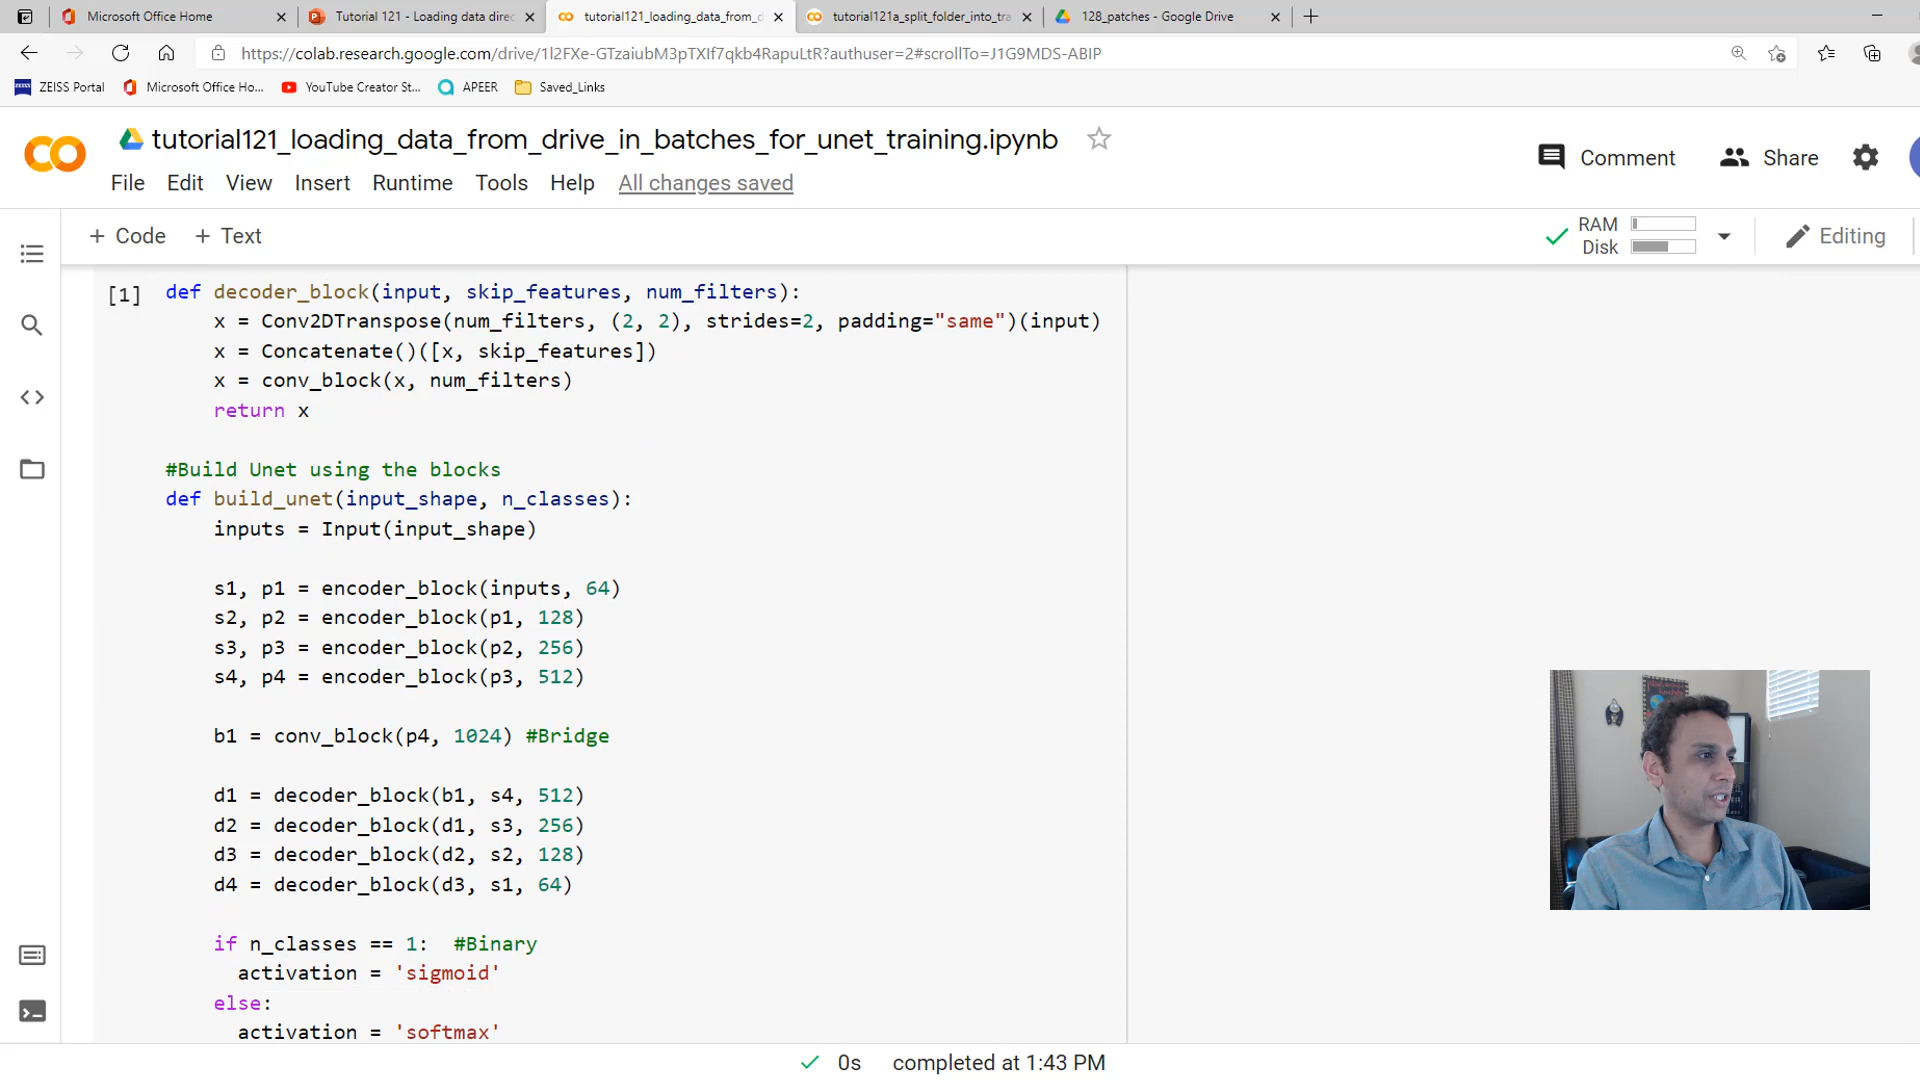 Microsoft Office Home
Tutorial 121 - Loading data direc
tutorial121_loading_data_from_d
tutorial121a_split_folder_into_tra
128_patches - Google Drive
https://colab.research.google.com/drive/1l2FXe-GTzaiubM3pTXIf7qkb4RapuLtR?authuser=2#scrollTo=J1G9MDS-ABIP
ZEISS Portal
Microsoft Office Ho...
YouTube Creator St...
APEER
Saved_Links
tutorial121_loading_data_from_drive_in_batches_for_unet_training.ipynb
Comment
Share
File Edit View Insert Runtime Tools Help All changes saved
+ Code + Text
RAM
Disk
Editing
[1] def decoder_block(input, skip_features, num_filters):
x = Conv2DTranspose(num_filters, (2, 2), strides=2, padding="same")(input)
x = Concatenate()([x, skip_features])
x = conv_block(x, num_filters)
return x
#Build Unet using the blocks
def build_unet(input_shape, n_classes):
inputs = Input(input_shape)
s1, p1 = encoder_block(inputs, 64)
s2, p2 = encoder_block(p1, 128)
s3, p3 = encoder_block(p2, 256)
s4, p4 = encoder_block(p3, 512)
b1 = conv_block(p4, 1024) #Bridge
d1 = decoder_block(b1, s4, 512)
d2 = decoder_block(d1, s3, 256)
d3 = decoder_block(d2, s2, 128)
d4 = decoder_block(d3, s1, 64)
if n_classes == 1:  #Binary
activation = 'sigmoid'
else:
activation = 'softmax'
0s completed at 1:43 PM